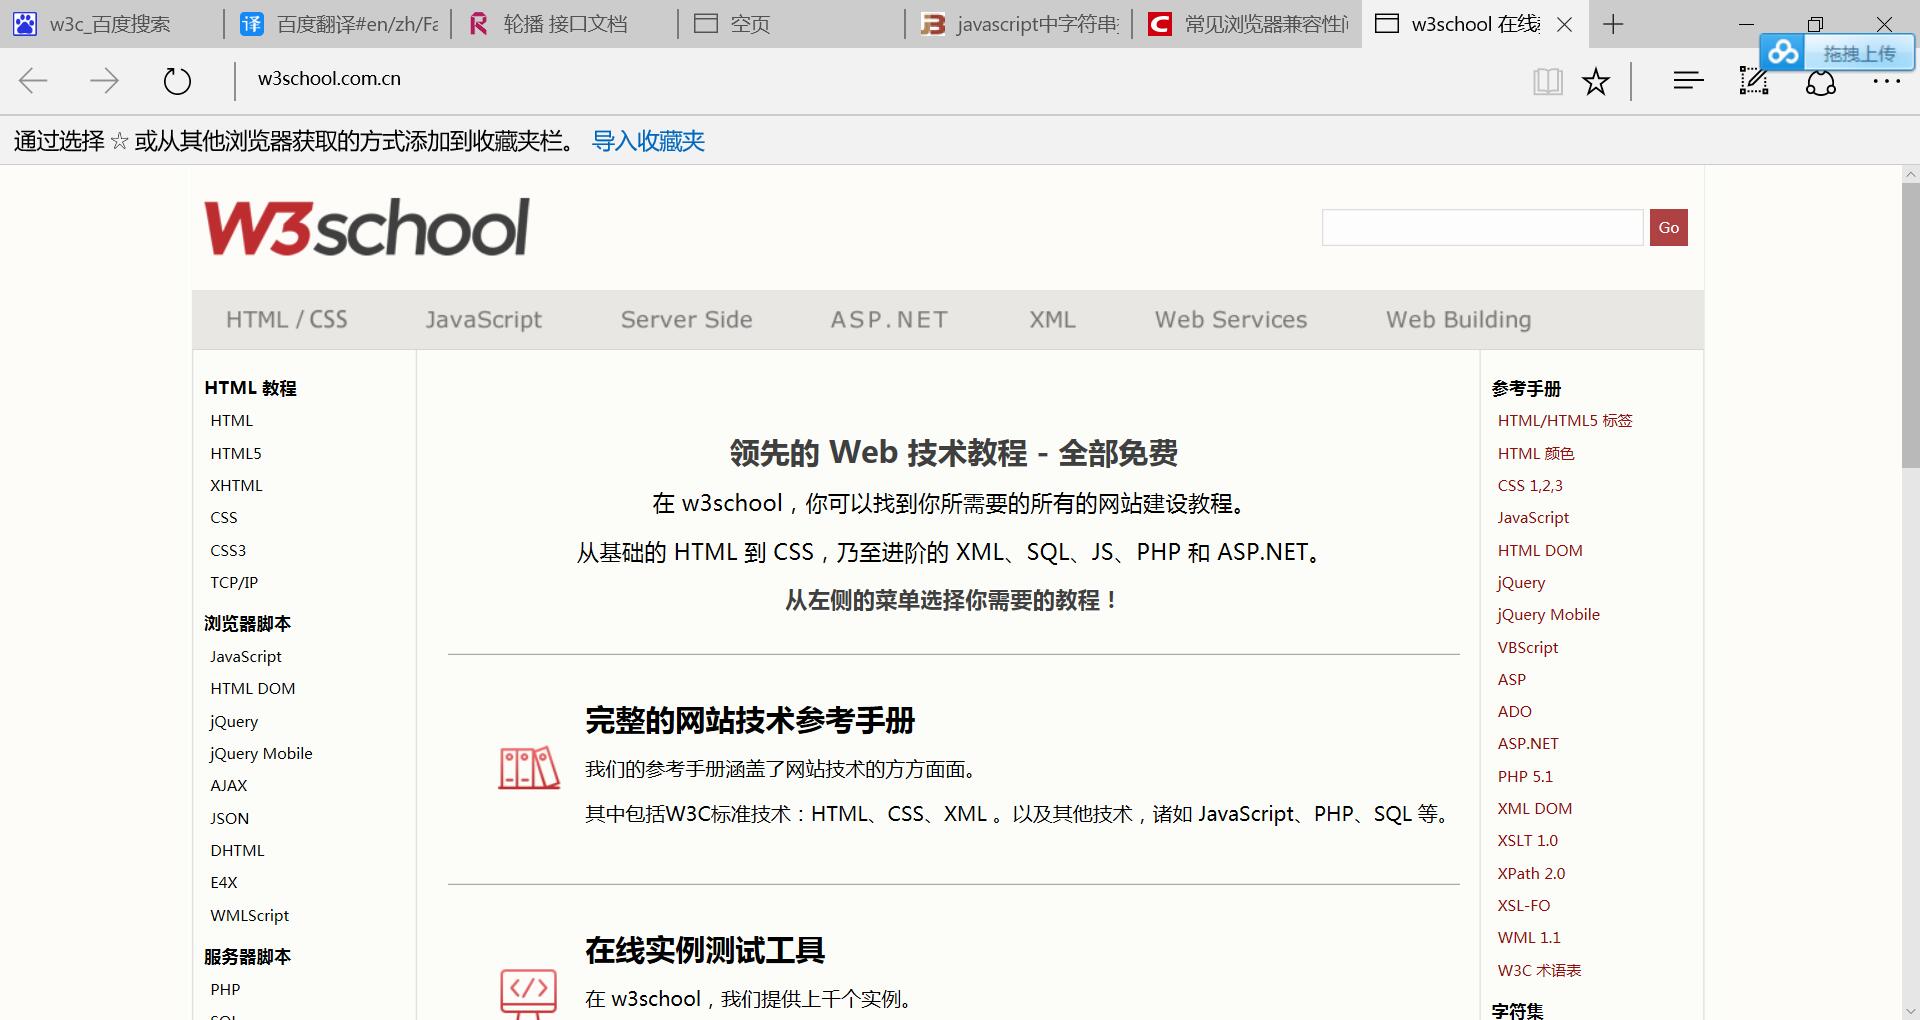 w3c_百度搜索
百度翻译#en/zh/Fa
轮播 接口文档
空页
javascript中字符串
常见浏览器兼容性问
w3school 在线
拖拽上传
w3school.com.cn
通过选择 ☆ 或从其他浏览器获取的方式添加到收藏夹栏。 导入收藏夹
W3school
Go
HTML / CSS
JavaScript
Server Side
ASP.NET
XML
Web Services
Web Building
HTML 教程
HTML
HTML5
XHTML
CSS
CSS3
TCP/IP
浏览器脚本
JavaScript
HTML DOM
jQuery
jQuery Mobile
AJAX
JSON
DHTML
E4X
WMLScript
服务器脚本
PHP
领先的 Web 技术教程 - 全部免费
在 w3school，你可以找到你所需要的所有的网站建设教程。
从基础的 HTML 到 CSS，乃至进阶的 XML、SQL、JS、PHP 和 ASP.NET。
从左侧的菜单选择你需要的教程！
完整的网站技术参考手册
我们的参考手册涵盖了网站技术的方方面面。
其中包括W3C标准技术：HTML、CSS、XML 。以及其他技术，诸如 JavaScript、PHP、SQL 等。
在线实例测试工具
在 w3school，我们提供上千个实例。
参考手册
HTML/HTML5 标签
HTML 颜色
CSS 1,2,3
JavaScript
HTML DOM
jQuery
jQuery Mobile
VBScript
ASP
ADO
ASP.NET
PHP 5.1
XML DOM
XSLT 1.0
XPath 2.0
XSL-FO
WML 1.1
W3C 术语表
字符集